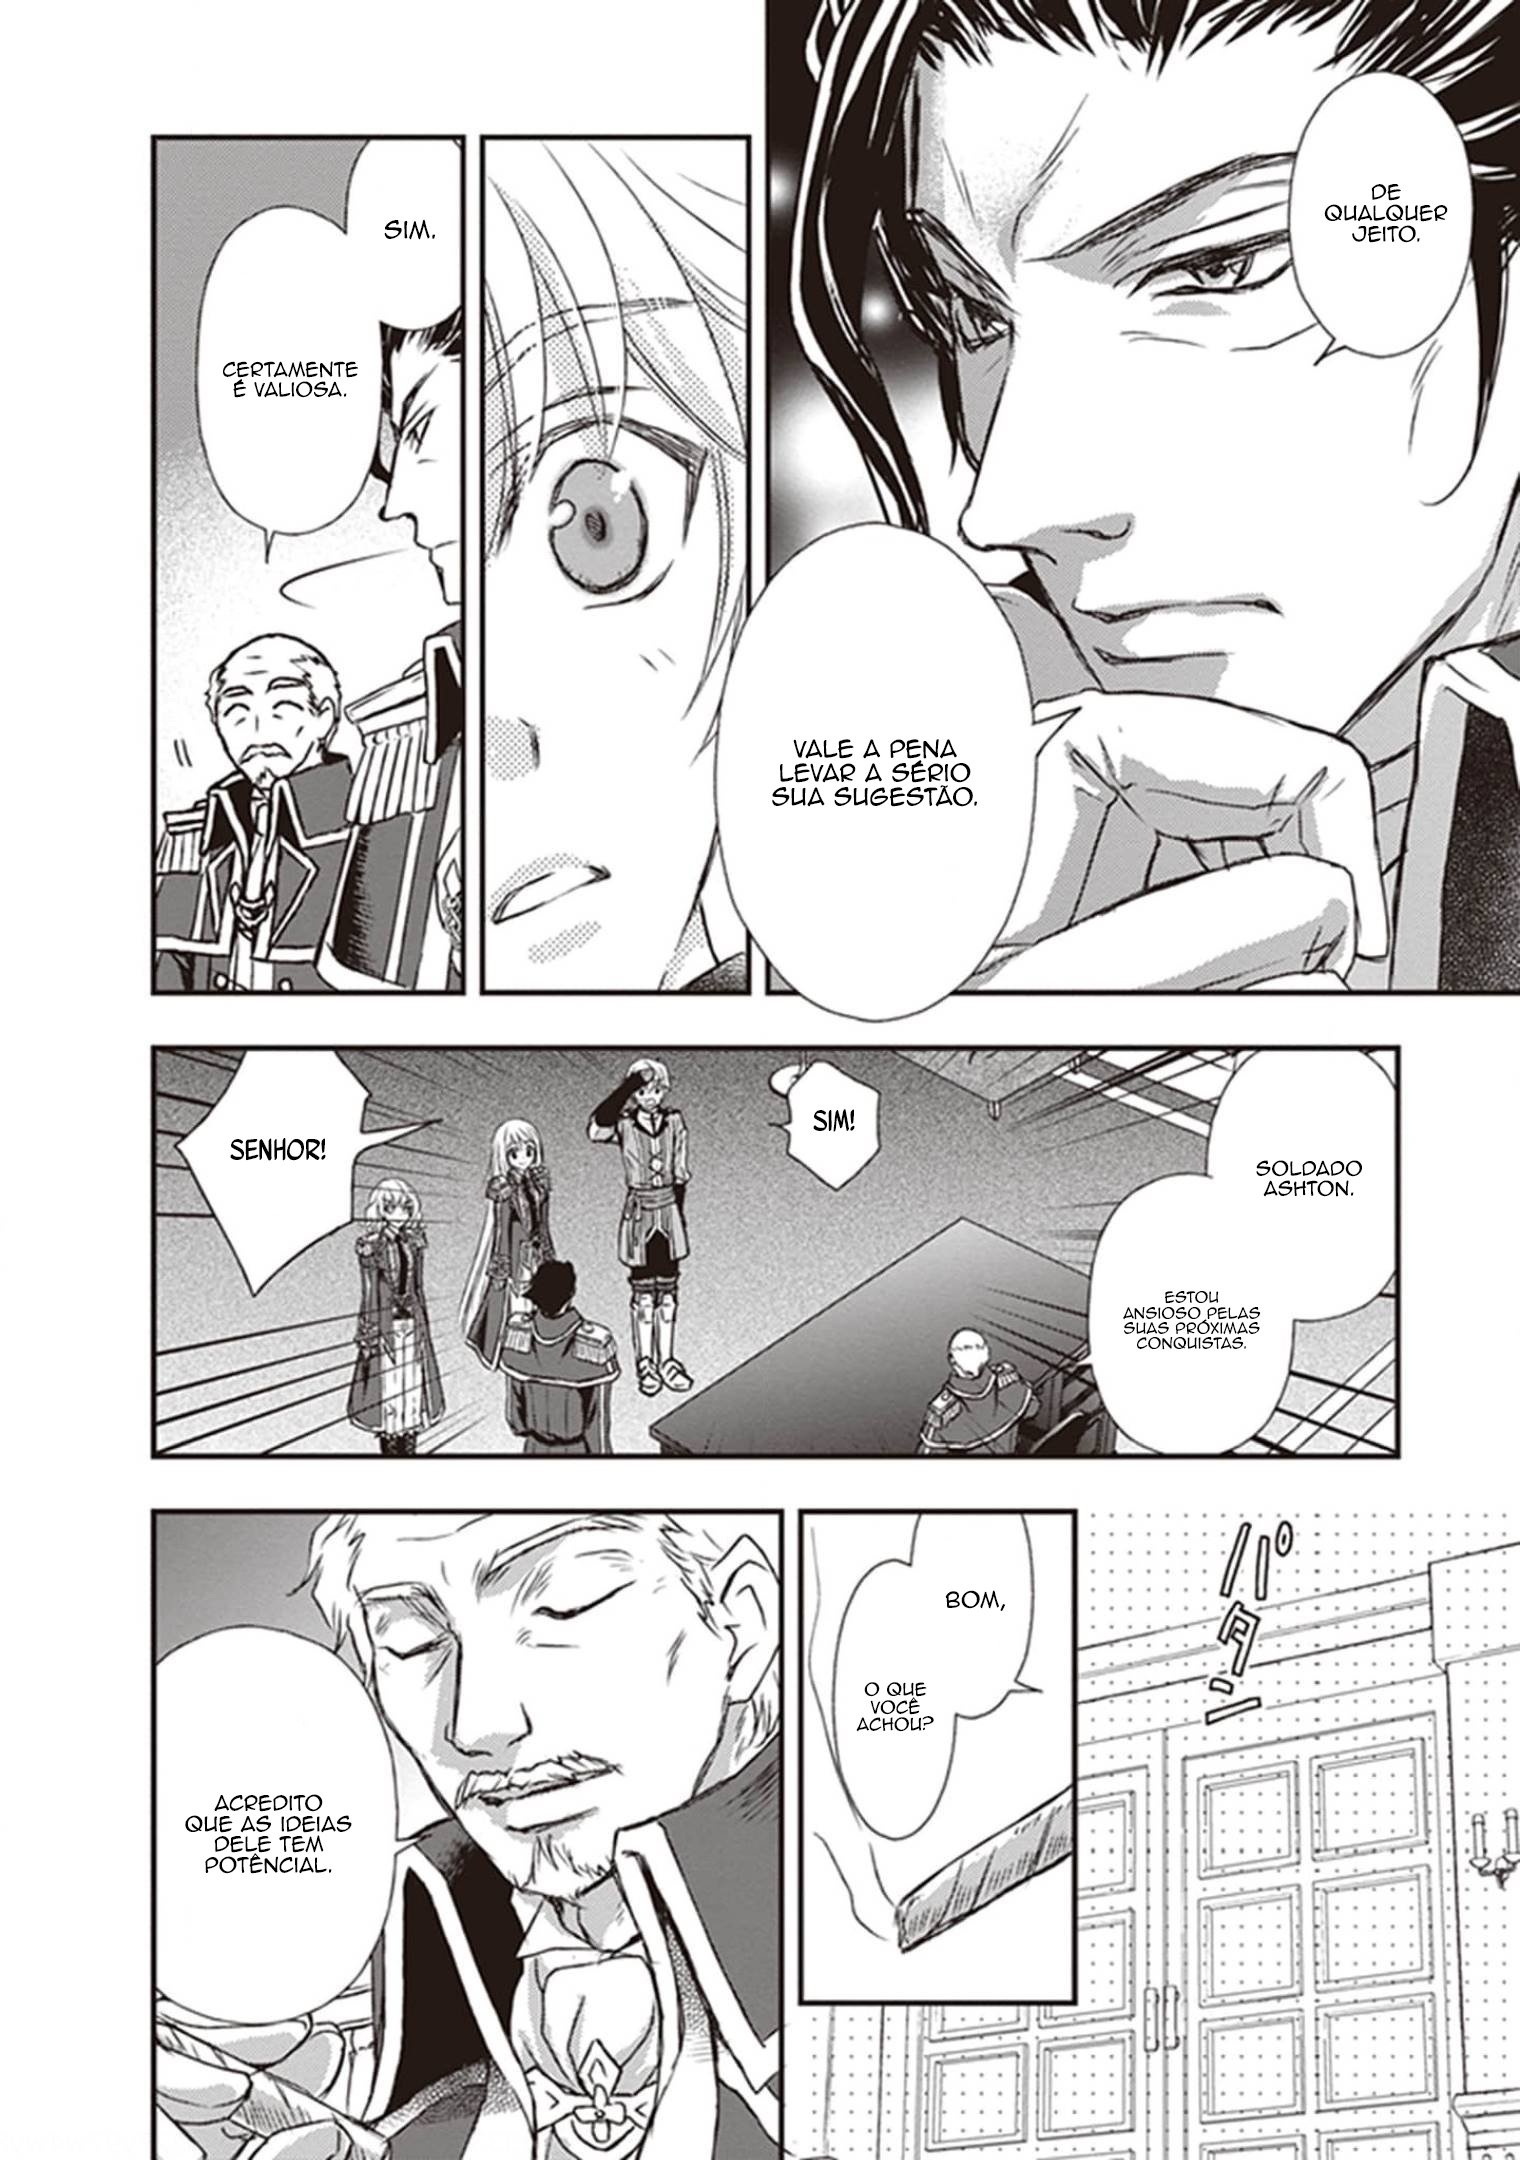 DE
QUALQUER
JEITO.
VALE A PENA
LEVAR A SÉRIO
SUA SUGESTÃO.
SIM.
CERTAMENTE
É VALIOSA.
SOLDADO
ASHTON.
ESTOU
ANSIOSO PELAS
SUAS PRÓXIMAS
CONQUISTAS.
SIM!
SENHOR!
パタン
BOM,
O QUE
VOCÊ
ACHOU?
ACREDITO
QUE AS IDEIAS
DELE TEM
POTÊNCIAL.